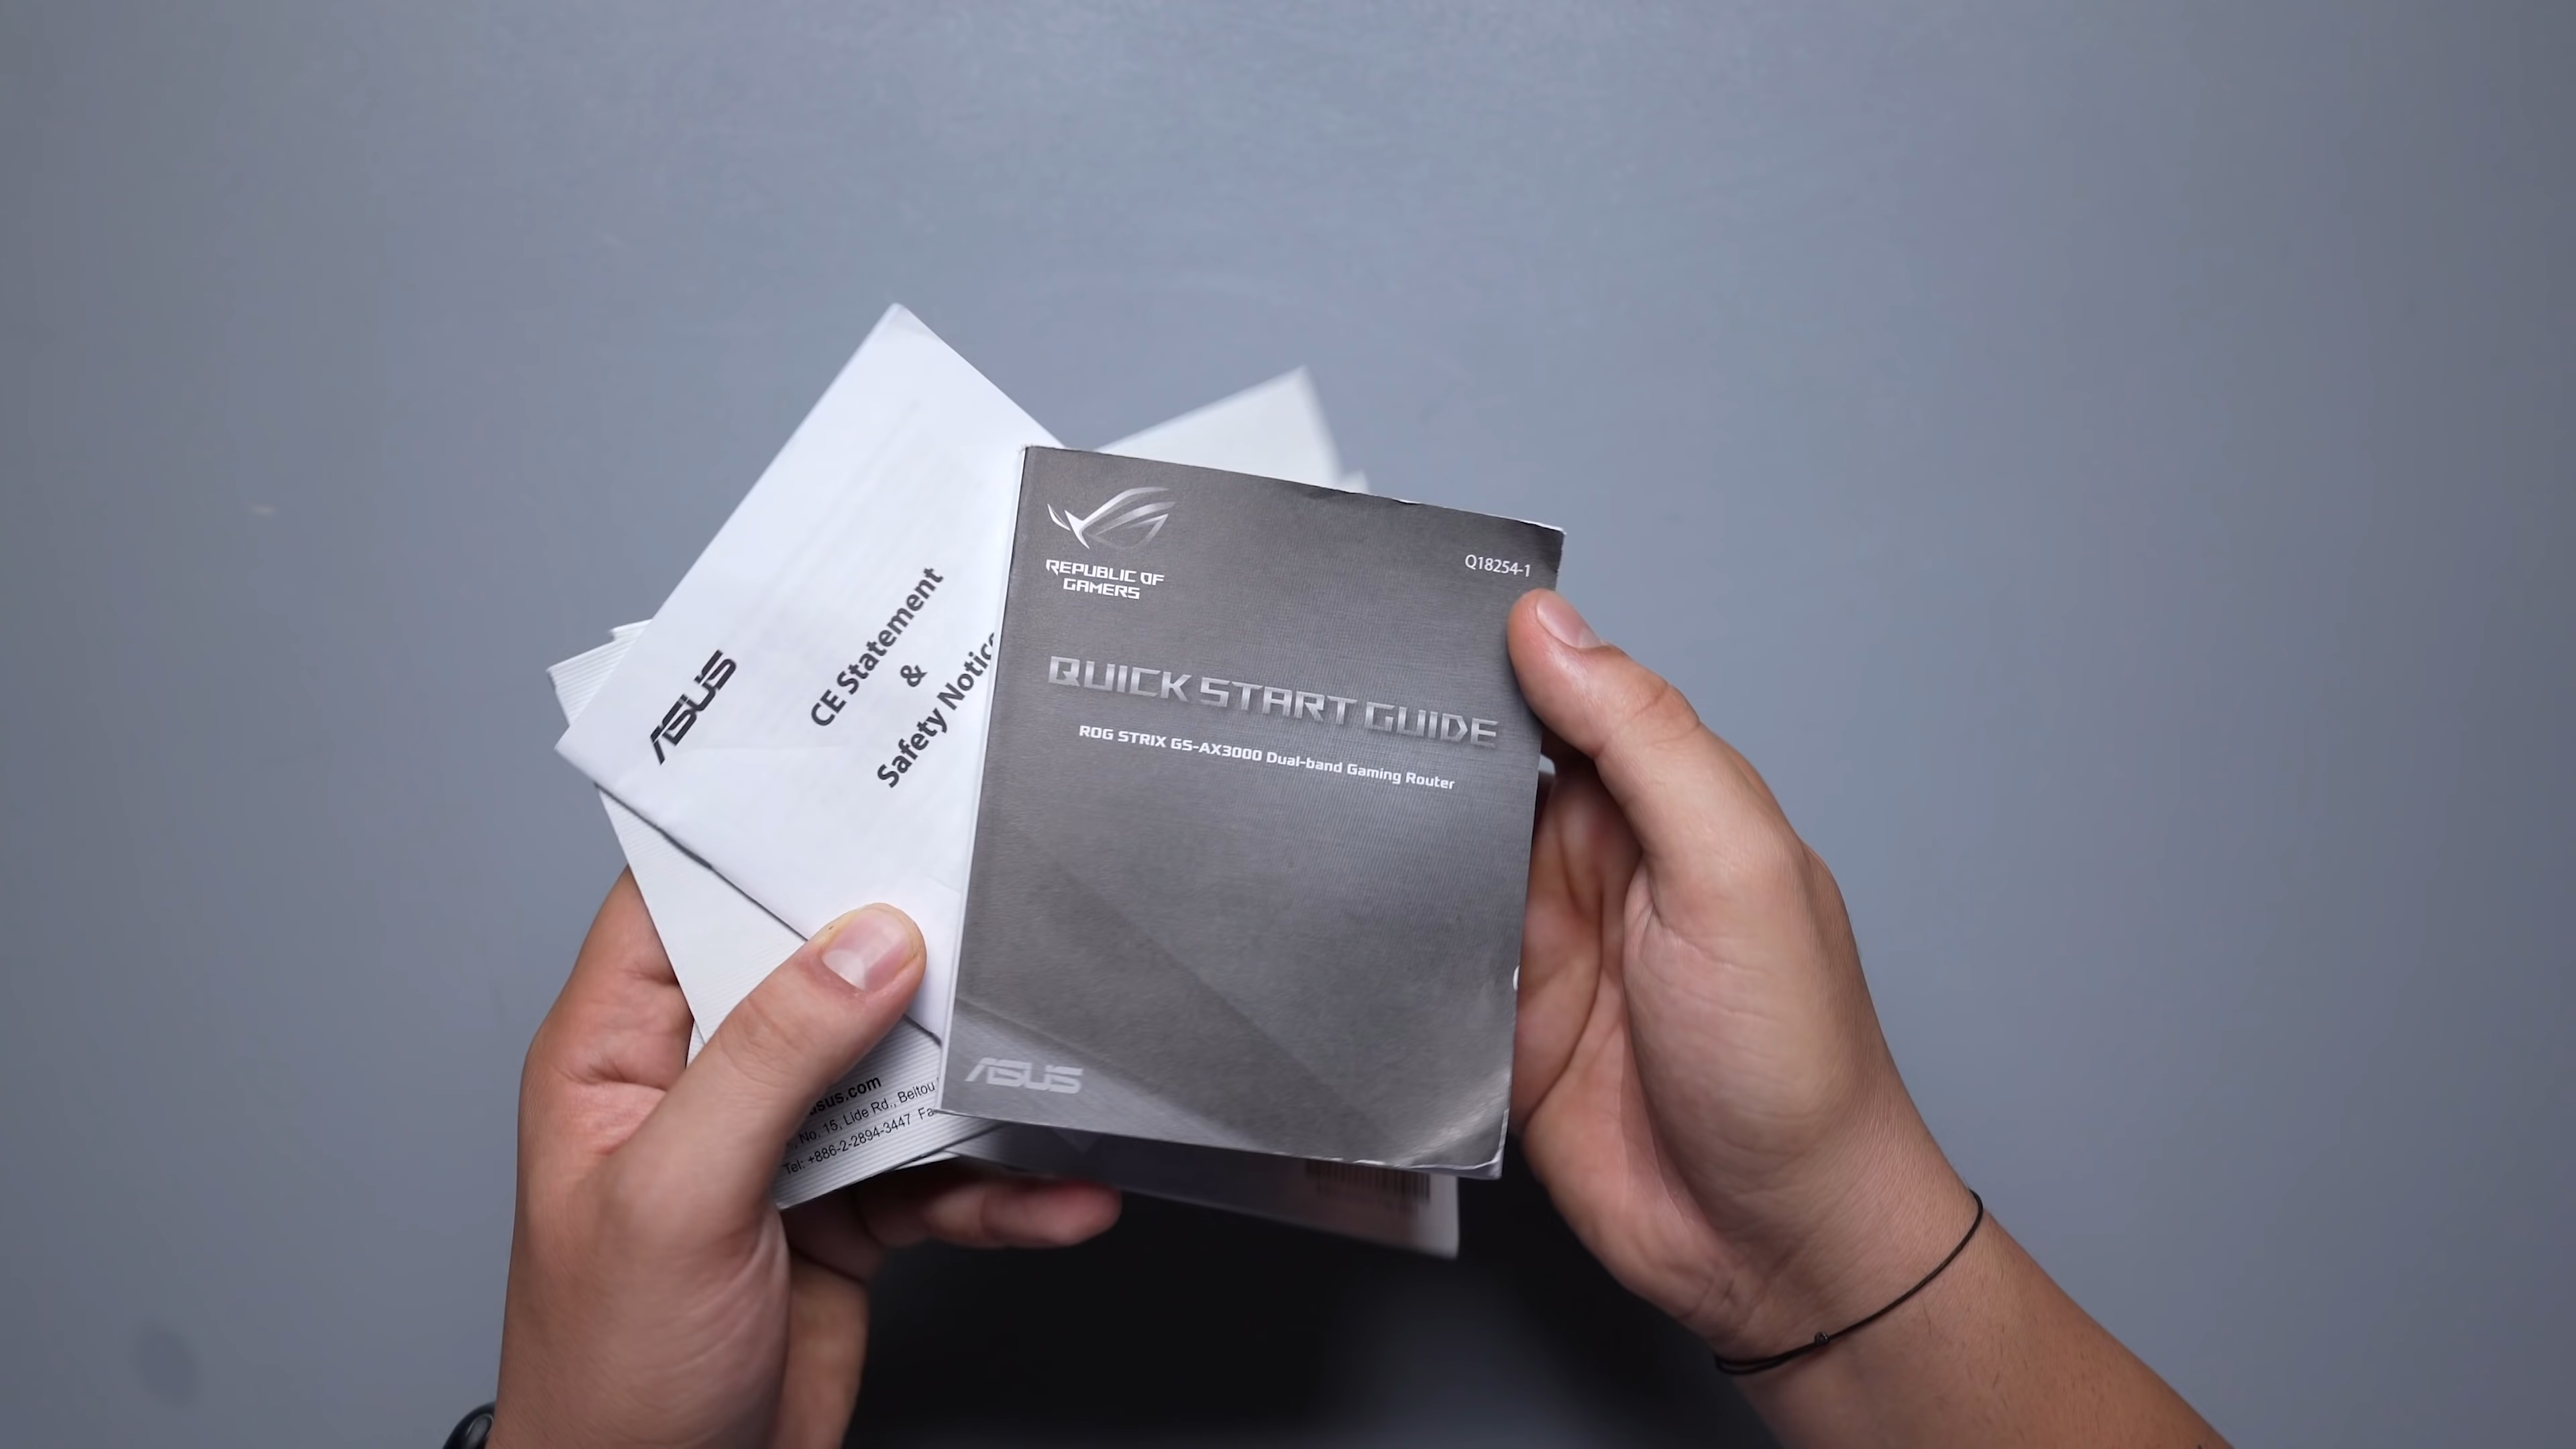 ASUS
CE Statement
&
Safety
REPUBLIC OF
GAMERS
Q18254-1
QUICK START GUIDE
ROG STRIX GS-AX3000 Dual-band Gaming Router
ASUS
No. 15, Lide Rd., Beitou
Tel: +886-2-2894-3447